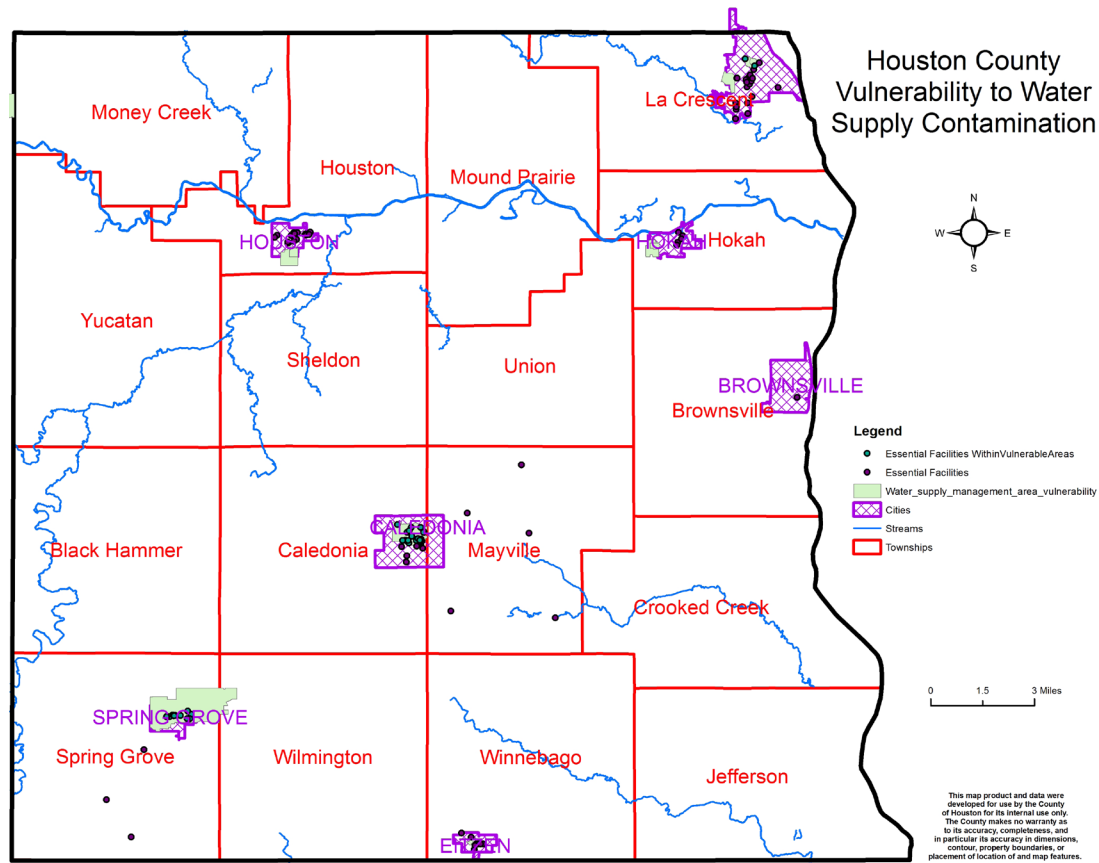 Houston County
Vulnerability to Water
Supply Contamination
La Crescent
Money Creek
Houston
Mound Prairie
HOUSTON
HOKAH
Hokah
N
W
E
S
Yucatan
Sheldon
Union
BROWNSVILLE
Brownsville
Legend
Essential Facilities WithinVulnerableAreas
Essential Facilities
Water_supply_management_area_vulnerability
Cities
Streams
Townships
CALEDONIA
Black Hammer
Caledonia
Mayville
Crooked Creek
0 1.5 3 Miles
SPRING GROVE
Spring Grove
Wilmington
Winnebago
Jefferson
EITZEN
This map product and data were
developed for use by the County
of Houston for its internal use only.
The County makes no warranty as
to its accuracy, completeness, and
in particular its accuracy in dimensions,
contour, property boundaries, or
placement of location of and map features.